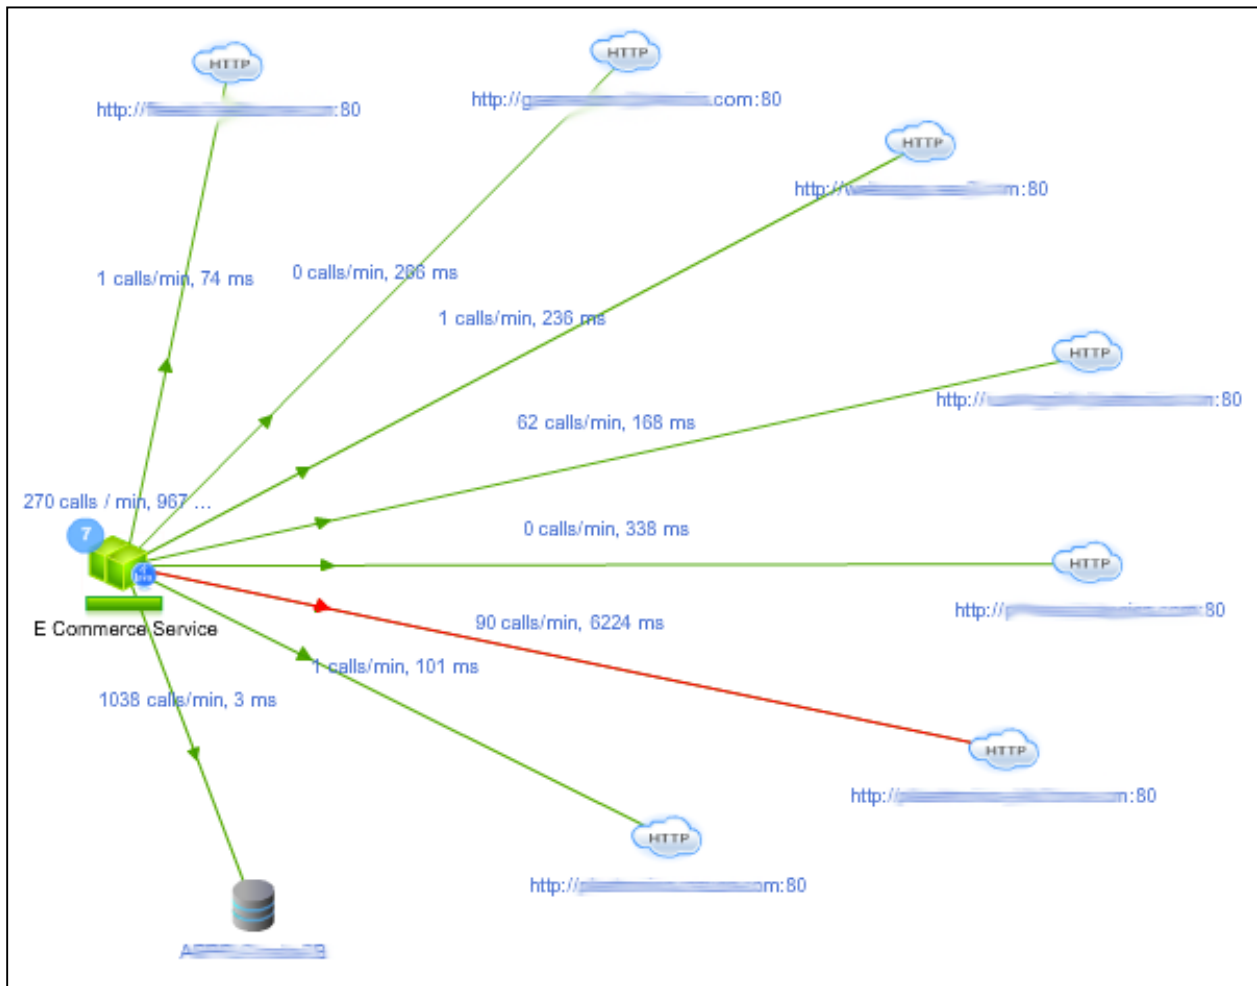 HTTP
http://
:80
HTTP
http://g
.com:80
HTTP
http://
:80
1 calls/min, 74 ms
0 calls/min, 266 ms
1 calls/min, 236 ms
HTTP
http://
:80
62 calls/min, 168 ms
270 calls / min, 967 ...
7
0 calls/min, 338 ms
HTTP
http://
:80
E Commerce Service
90 calls/min, 6224 ms
1 calls/min, 101 ms
1038 calls/min, 3 ms
HTTP
http://
om:80
HTTP
http://
om:80